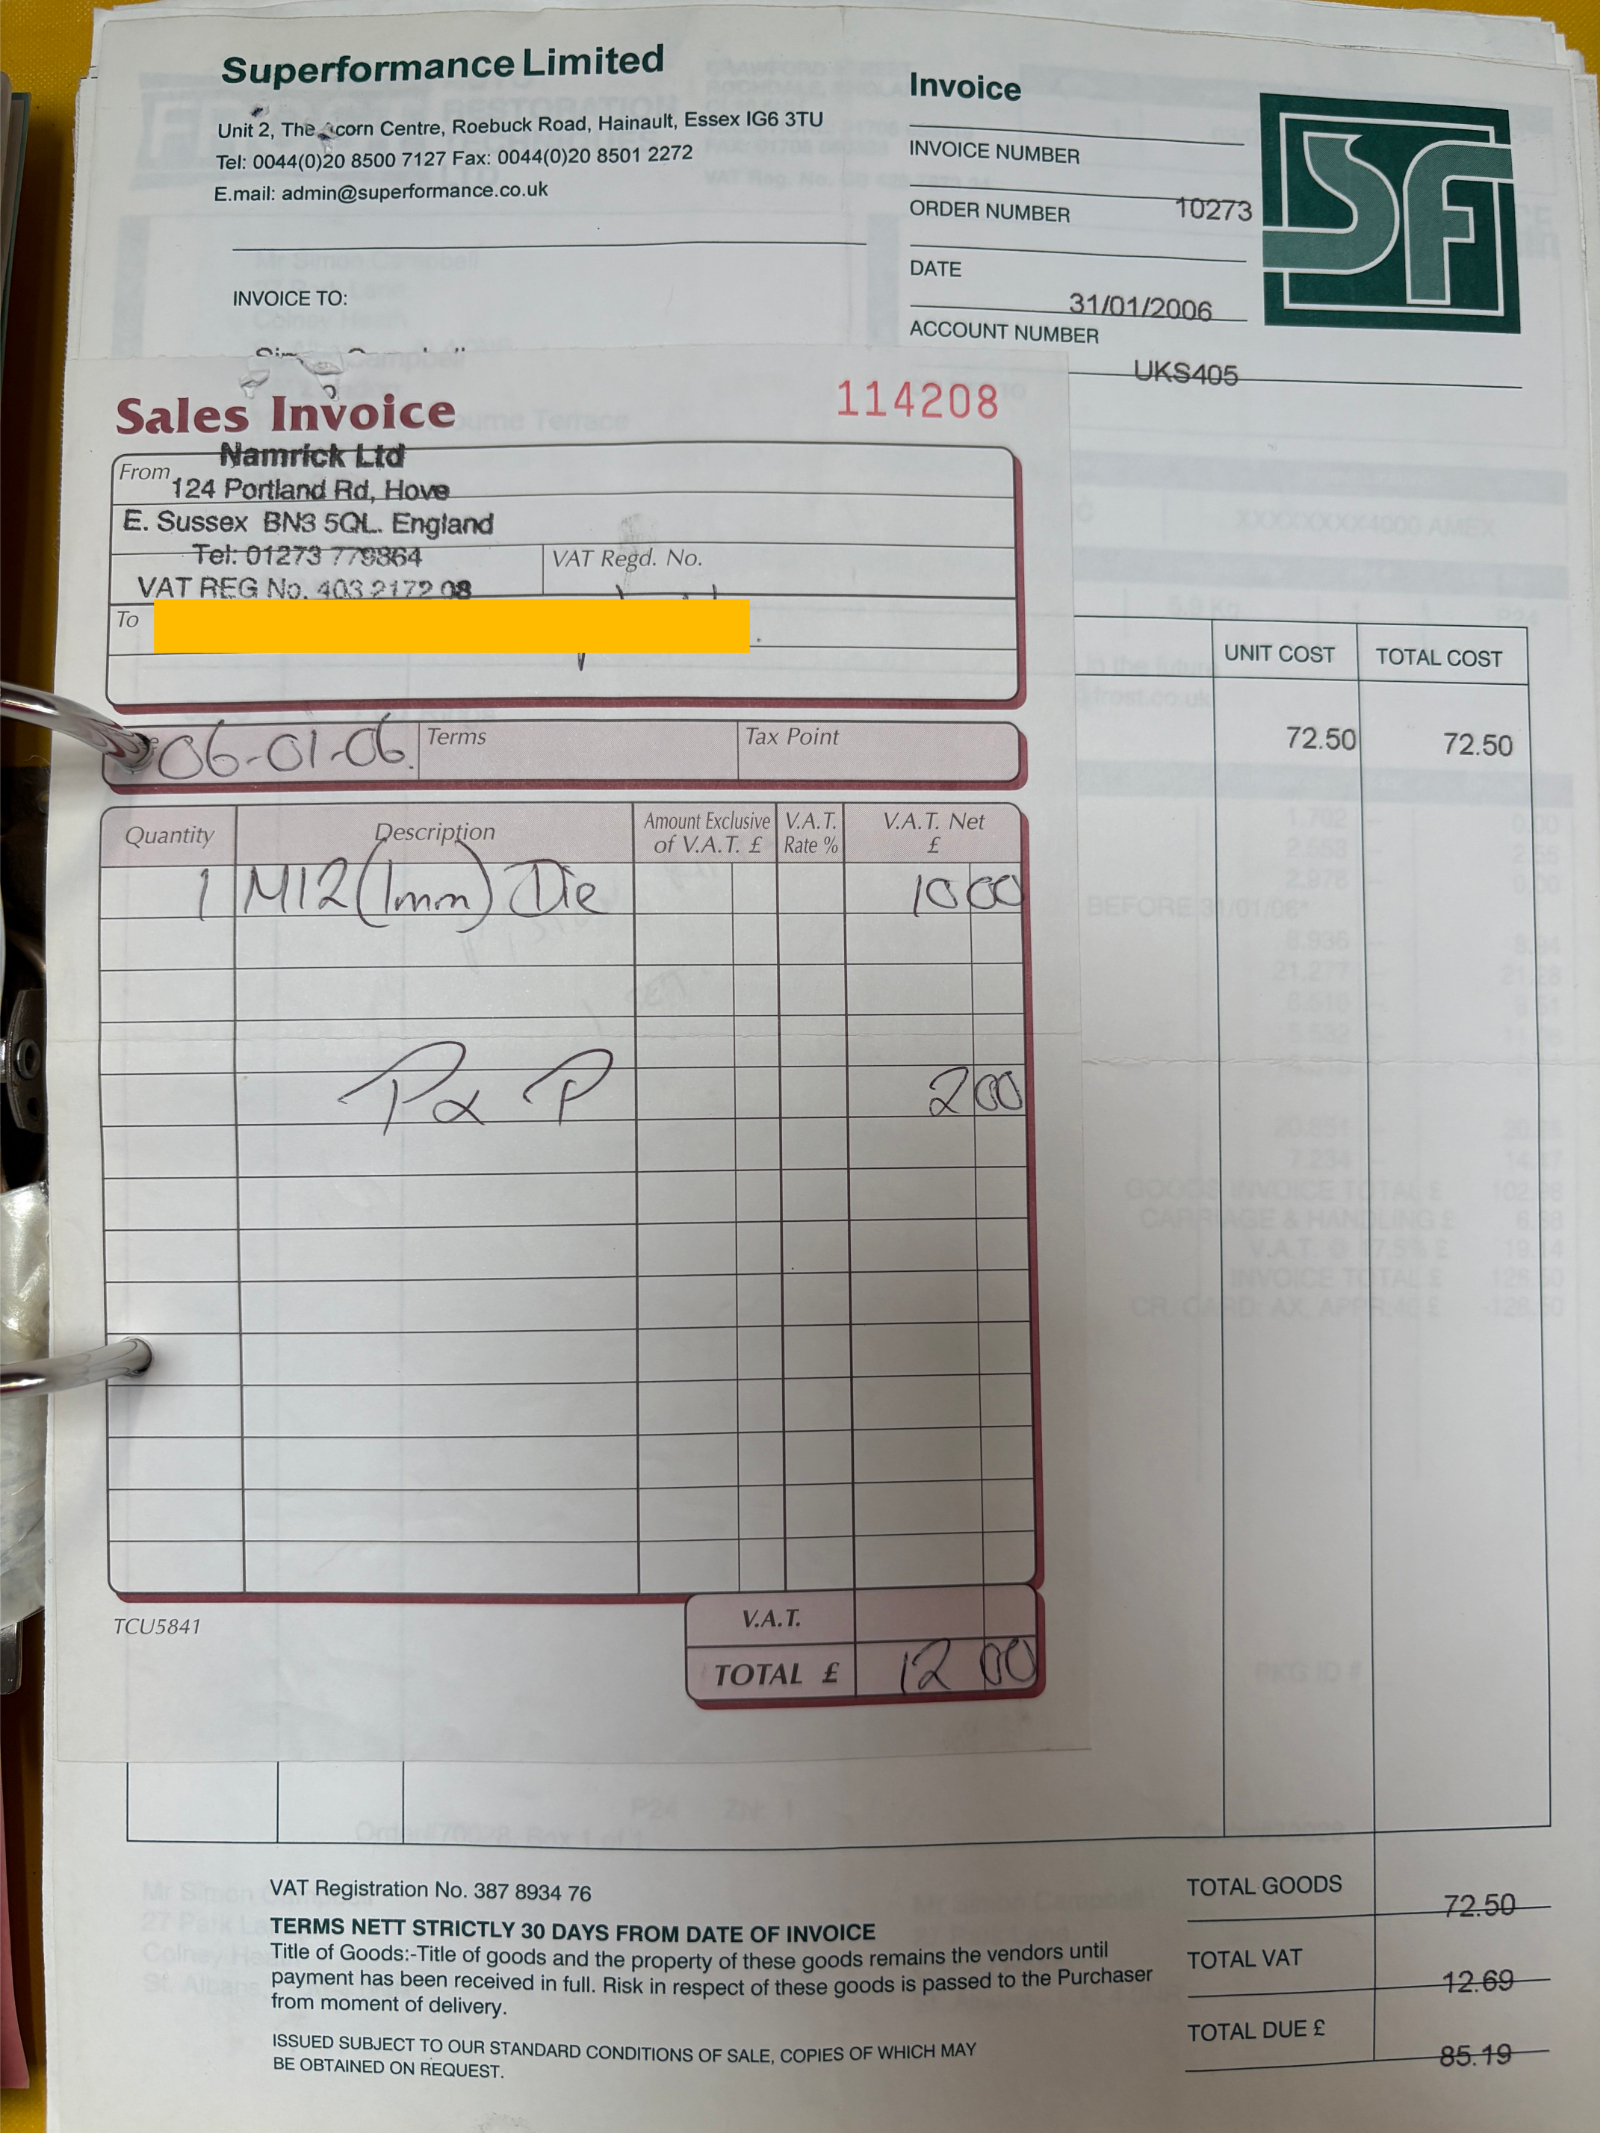 Superformance Limited
Unit 2, The Acorn Centre, Roebuck Road, Hainault, Essex IG6 3TU
Tel: 0044(0)20 8500 7127 Fax: 0044(0)20 8501 2272
E.mail: admin@superformance.co.uk
INVOICE TO:
Invoice
INVOICE NUMBER
ORDER NUMBER 10273
DATE
31/01/2006
ACCOUNT NUMBER
UKS405
SF
Sales Invoice 114208
From Namrick Ltd
124 Portland Rd, Hove
E. Sussex BN3 5QL. England
Tel: 01273 779864
VAT Regd. No.
VAT REG No. 403 2172 08
To
06-01-06. Terms Tax Point
Quantity Description Amount Exclusive of V.A.T. £ V.A.T. Rate % V.A.T. Net £
1 M12 (1mm) Die 10 00
P & P 2 00
V.A.T.
TOTAL £ 12 00
TCU5841
UNIT COST TOTAL COST
72.50 72.50
VAT Registration No. 387 8934 76
TERMS NETT STRICTLY 30 DAYS FROM DATE OF INVOICE
Title of Goods:-Title of goods and the property of these goods remains the vendors until
payment has been received in full. Risk in respect of these goods is passed to the Purchaser
from moment of delivery.
ISSUED SUBJECT TO OUR STANDARD CONDITIONS OF SALE, COPIES OF WHICH MAY
BE OBTAINED ON REQUEST.
TOTAL GOODS 72.50
TOTAL VAT 12.69
TOTAL DUE £ 85.19